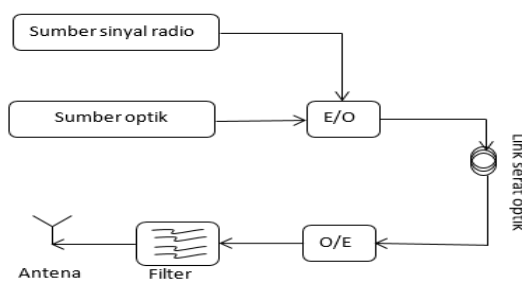 Sumber sinyal radio
Sumber optik
E/O
Link serat optik
O/E
Antena
Filter